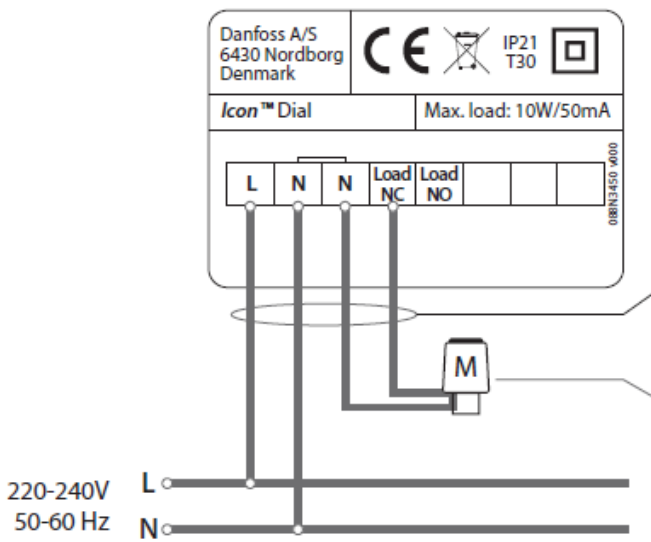 Danfoss A/S
6430 Nordborg
Denmark
CE
IP21
T30
Icon™ Dial
Max. load: 10W/50mA
L N N Load NC Load NO
088N3450 v000
M
220-240V L
50-60 Hz N